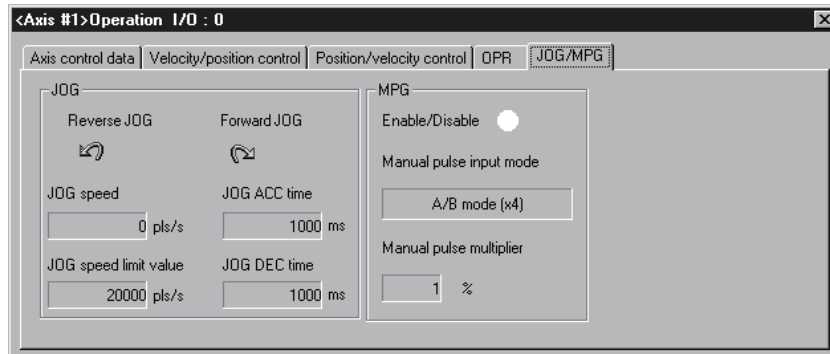 <Axis #1>Operation I/O : 0
Axis control data Velocity/position control Position/velocity control OPR JOG/MPG
JOG
Reverse JOG Forward JOG
JOG speed JOG ACC time
0 pls/s 1000 ms
JOG speed limit value JOG DEC time
20000 pls/s 1000 ms
MPG
Enable/Disable
Manual pulse input mode
A/B mode (x4)
Manual pulse multiplier
1 %